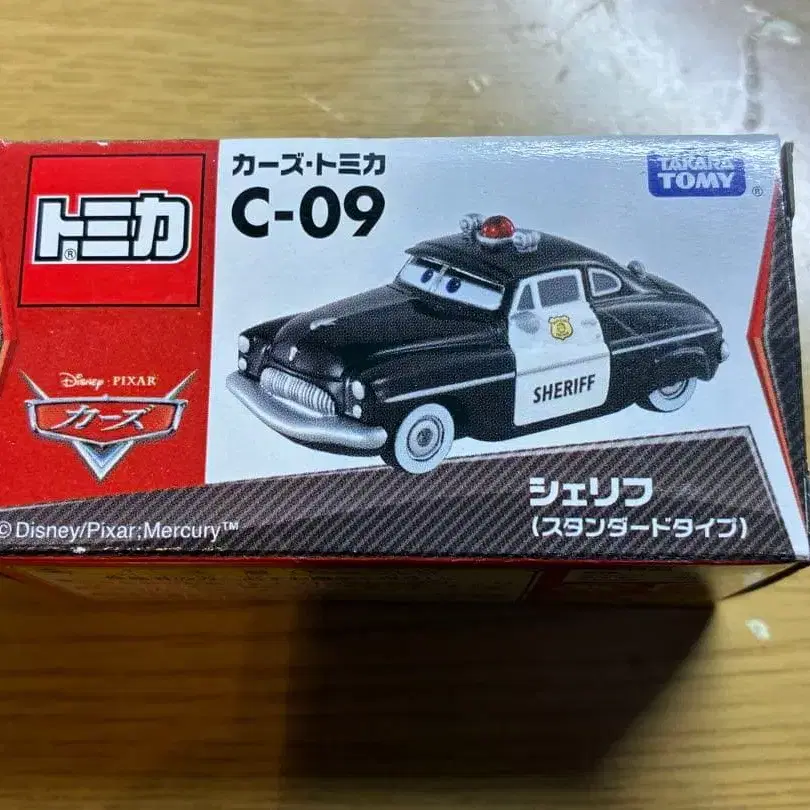 カーズ・トミカ
C-09
トミカ
®
TAKARA
TOMY
®
Disney · PIXAR
カーズ
SHERIFF
シェリフ
(スタンダードタイプ)
©Disney/Pixar;Mercury™